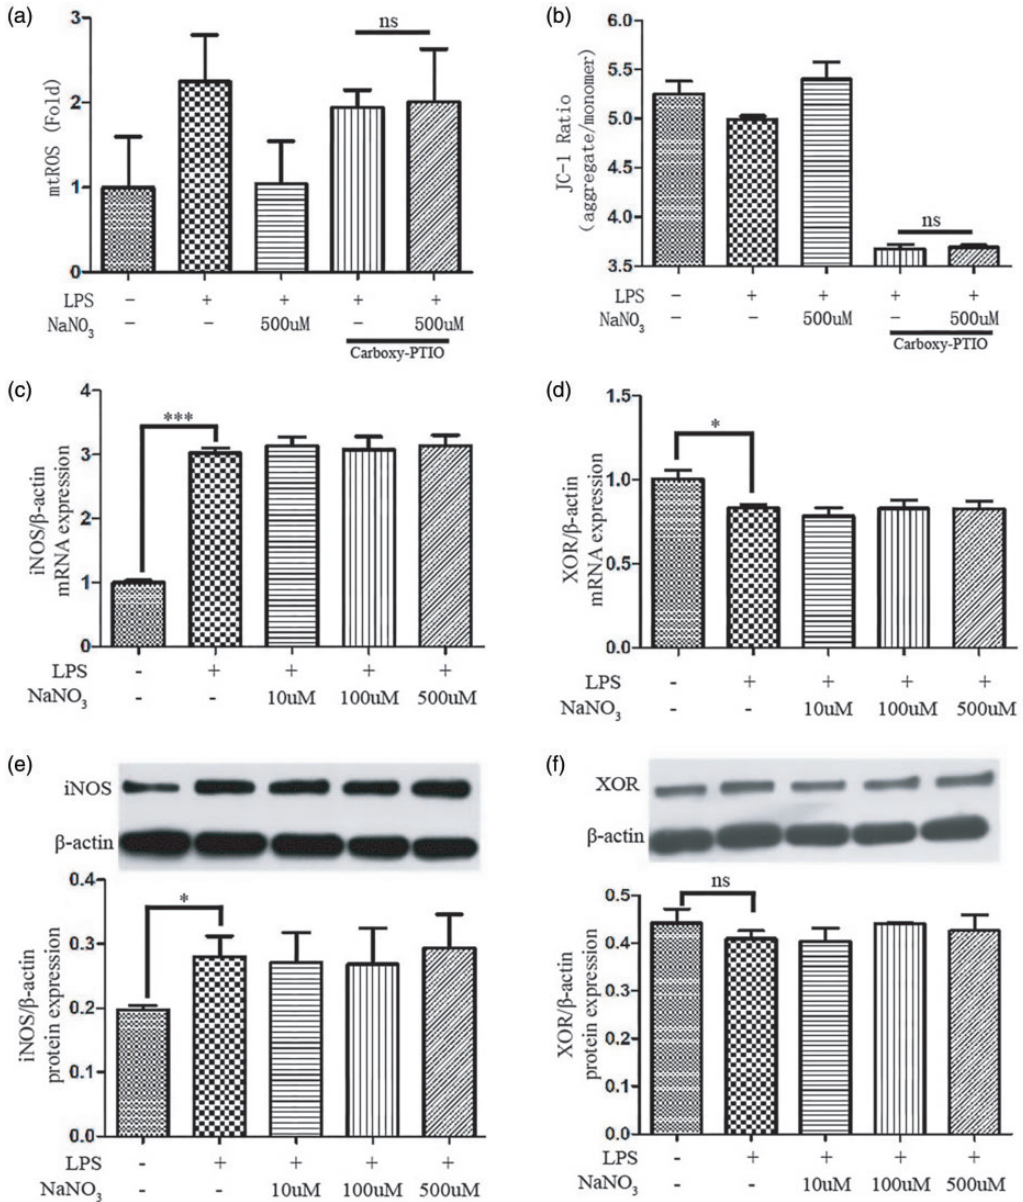 (a)
3
2
1
0
mtROS (Fold)
ns
LPS - + + + +
NaNO3 - - 500uM - 500uM
Carboxy-PTIO
(b)
6.0
5.5
5.0
4.5
4.0
3.5
JC-1 Ratio
(aggregate/monomer)
ns
LPS - + + + +
NaNO3 - - 500uM - 500uM
Carboxy-PTIO
(c)
4
3
2
1
0
iNOS/β-actin
mRNA expression
***
LPS - + + + +
NaNO3 - - 10uM 100uM 500uM
(d)
1.5
1.0
0.5
0.0
XOR/β-actin
mRNA expression
*
LPS - + + + +
NaNO3 - - 10uM 100uM 500uM
(e)
iNOS
β-actin
0.4
0.3
0.2
0.1
0.0
iNOS/β-actin
protein expression
*
LPS - + + + +
NaNO3 - - 10uM 100uM 500uM
(f)
XOR
β-actin
0.5
0.4
0.3
0.2
0.1
0.0
XOR/β-actin
protein expression
ns
LPS - + + + +
NaNO3 - - 10uM 100uM 500uM